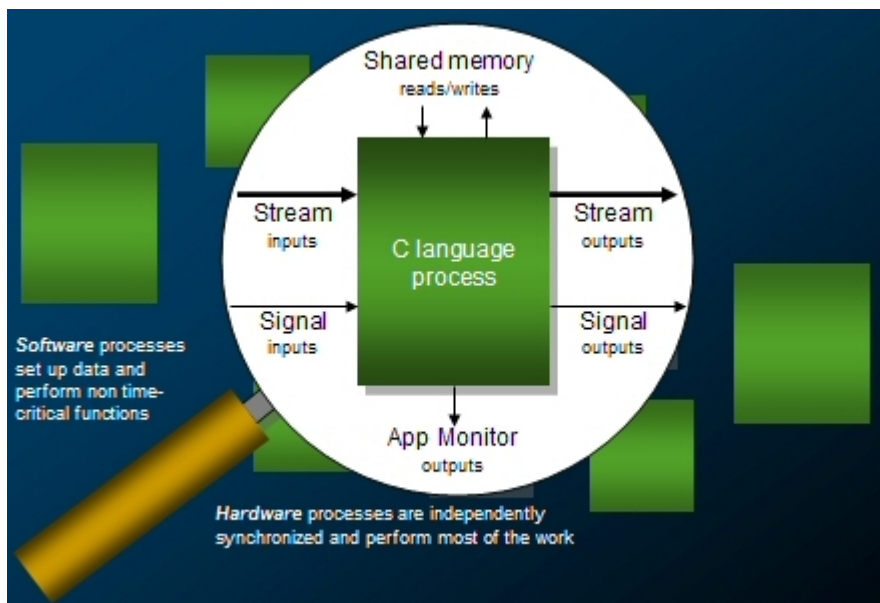 Shared memory
reads/writes
Stream
inputs
Stream
outputs
C language
process
Signal
inputs
Signal
outputs
Software processes
set up data and
perform non time-
critical functions
App Monitor
outputs
Hardware processes are independently
synchronized and perform most of the work